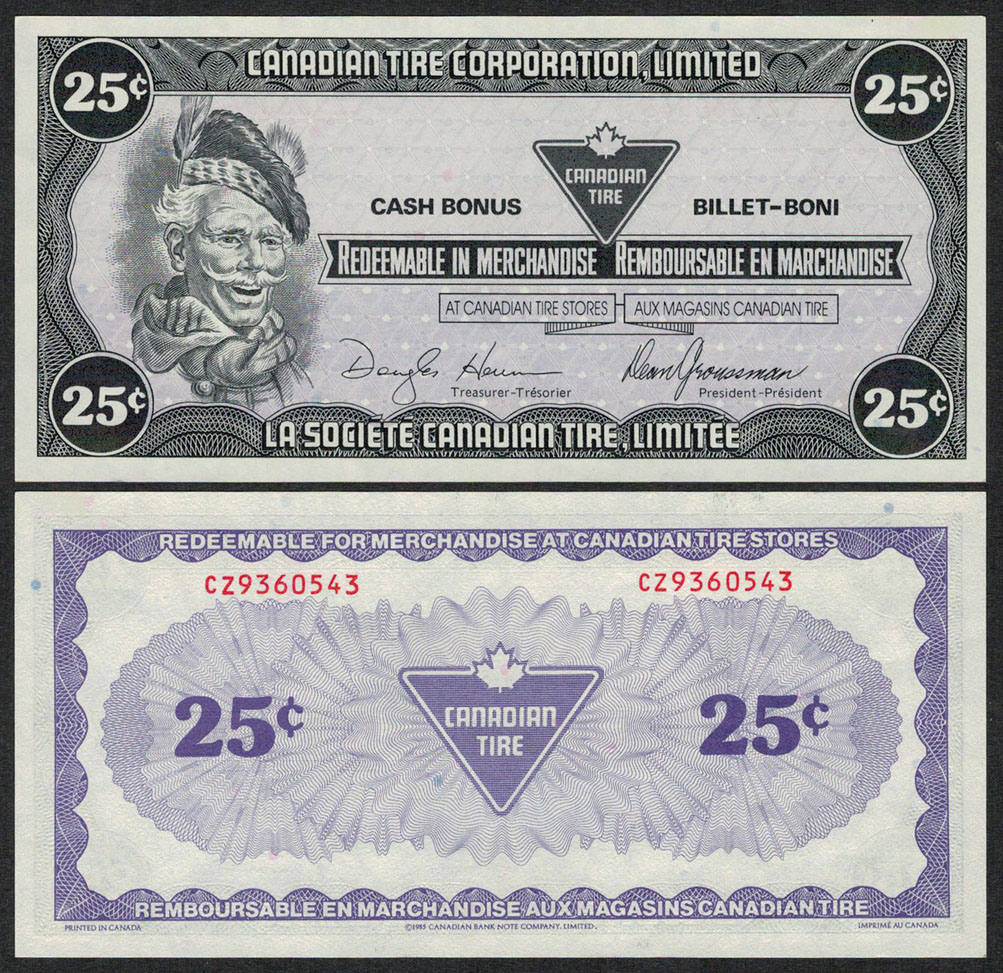 25¢ CANADIAN TIRE CORPORATION, LIMITED 25¢
CANADIAN
TIRE
CASH BONUS BILLET-BONI
REDEEMABLE IN MERCHANDISE REMBOURSABLE EN MARCHANDISE
AT CANADIAN TIRE STORES AUX MAGASINS CANADIAN TIRE
Dean Groussman
Treasurer-Trésorier President-Président
25¢ 25¢
LA SOCIÉTÉ CANADIAN TIRE, LIMITÉE
REDEEMABLE FOR MERCHANDISE AT CANADIAN TIRE STORES
CZ9360543 CZ9360543
25¢ CANADIAN 25¢
TIRE
REMBOURSABLE EN MARCHANDISE AUX MAGASINS CANADIAN TIRE
PRINTED IN CANADA ©1985 CANADIAN BANK NOTE COMPANY, LIMITED. IMPRIMÉ AU CANADA